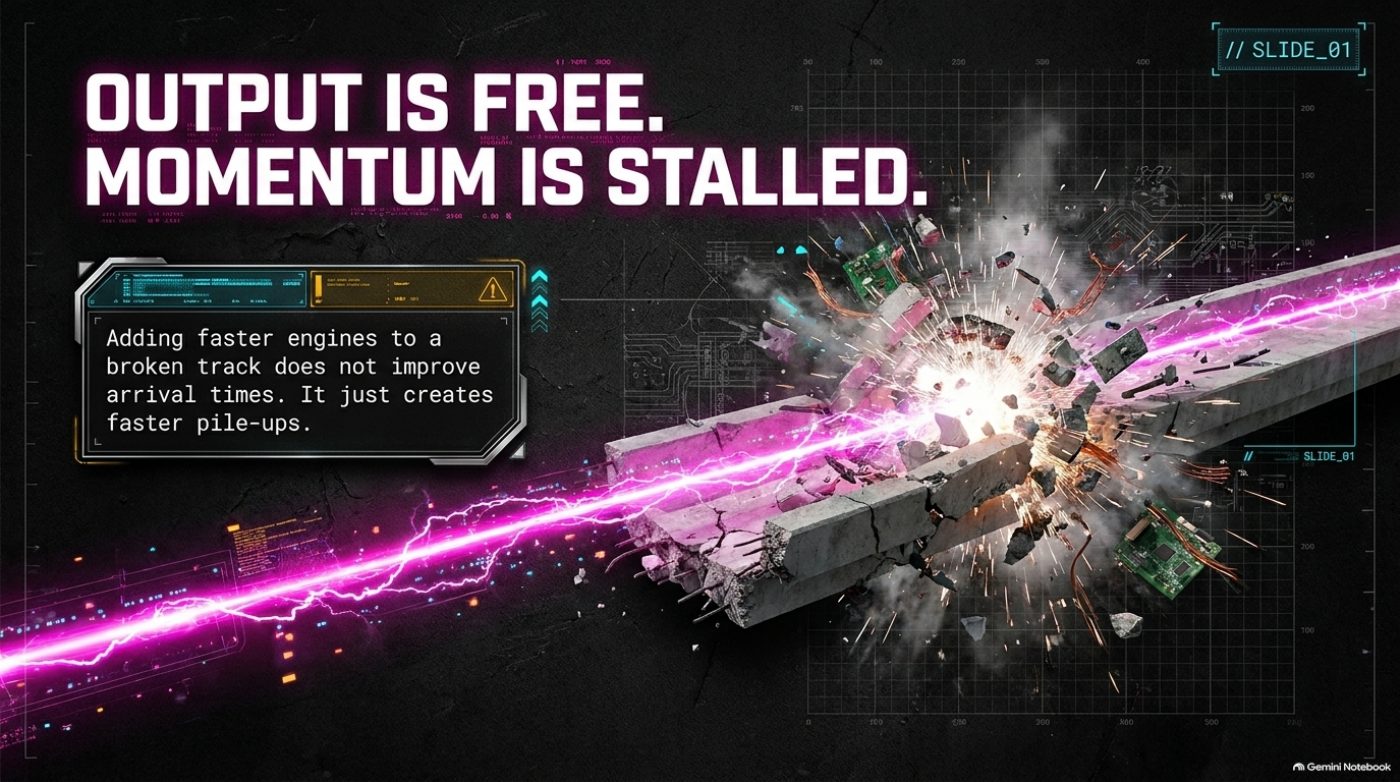 // SLIDE_01
OUTPUT IS FREE.
MOMENTUM IS STALLED.
Adding faster engines to a
broken track does not improve
arrival times. It just creates
faster pile-ups.
// SLIDE_01
Gemini Notebook